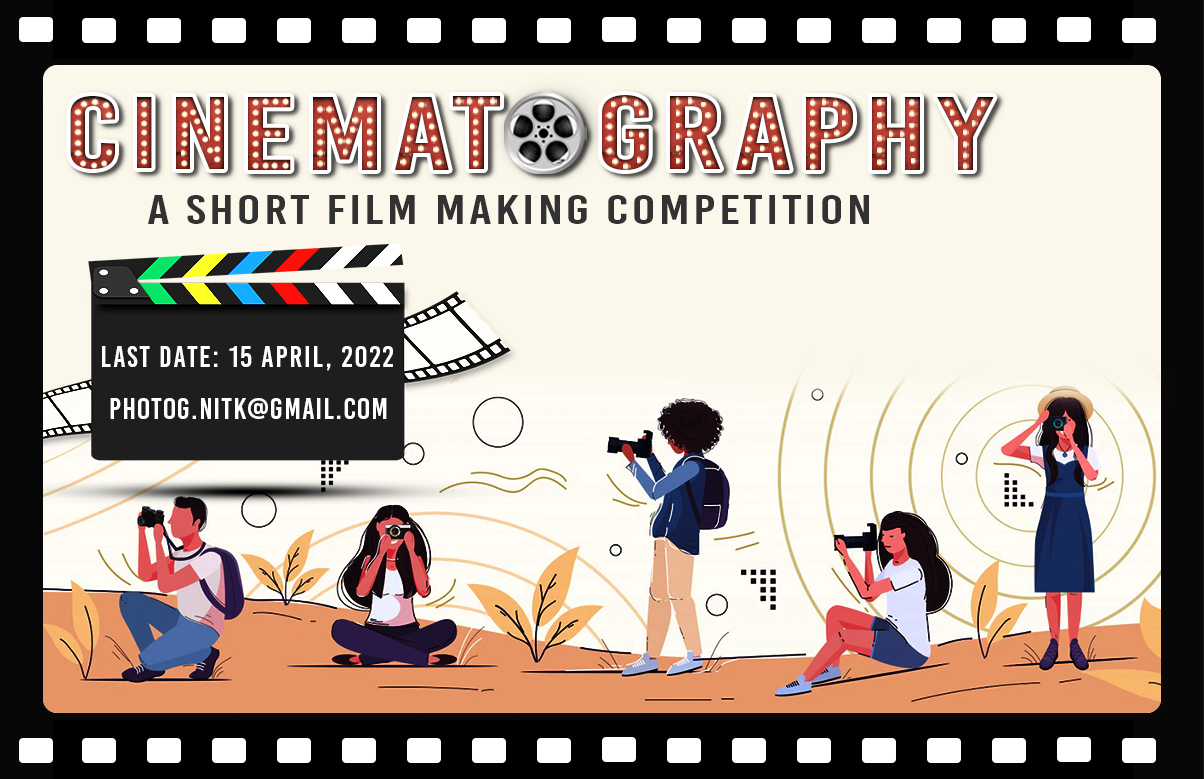 CINEMATOGRAPHY
A SHORT FILM MAKING COMPETITION
LAST DATE: 15 APRIL, 2022
PHOTOG.NITK@GMAIL.COM